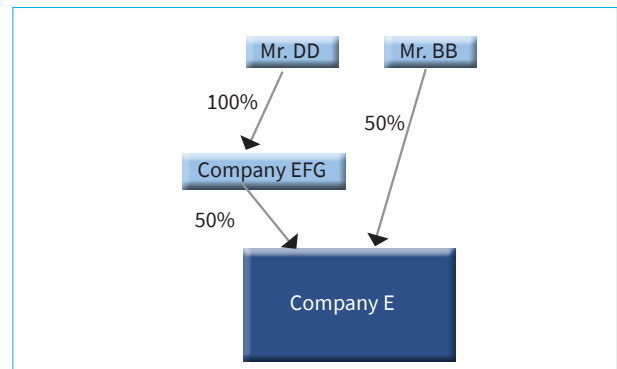 Mr. DD
Mr. BB
100%
50%
Company EFG
50%
Company E